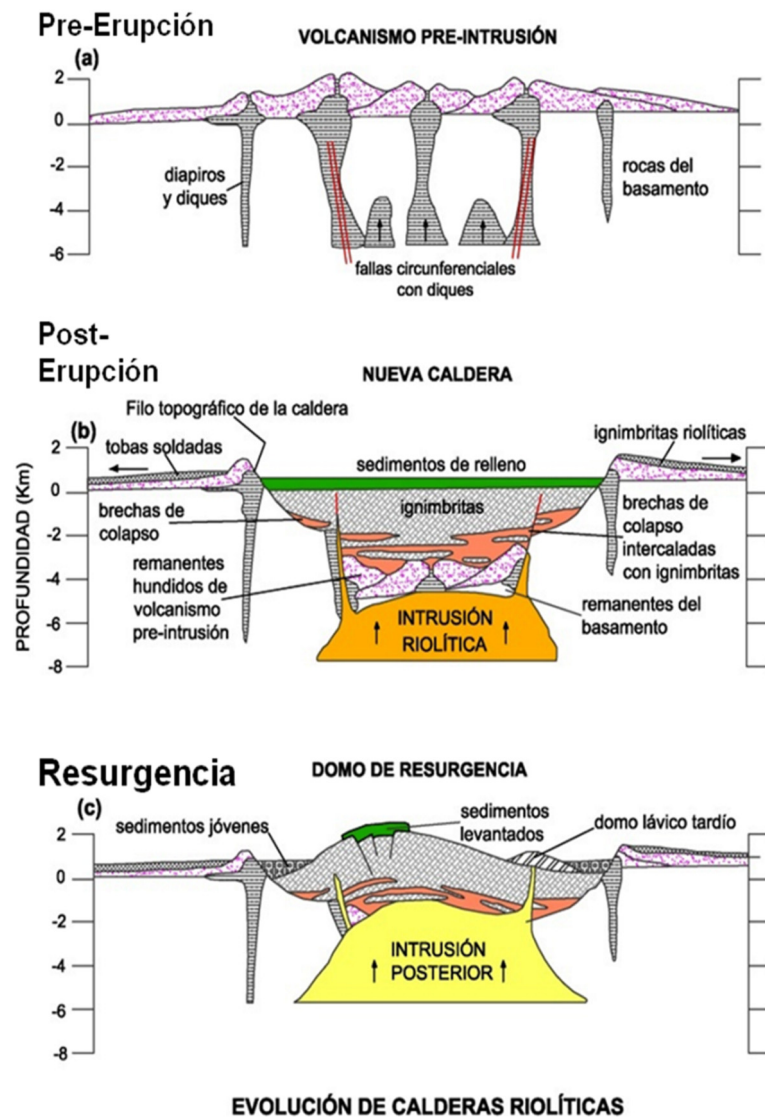 Pre-Erupción
VOLCANISMO PRE-INTRUSIÓN
(a)
2
0
-2
-4
-6
diapiros
y diques
rocas del
basamento
fallas circunferenciales
con diques
Post-
Erupción
NUEVA CALDERA
Filo topográfico de la caldera
(b)
tobas soldadas
ignimbritas riolíticas
sedimentos de relleno
PROFUNDIDAD (Km)
2
0
-2
-4
-6
-8
ignimbritas
brechas de
colapso
brechas de
colapso
intercaladas
con ignimbritas
remanentes
hundidos de
volcanismo
pre-intrusión
remanentes del
basamento
INTRUSIÓN
RIOLÍTICA
Resurgencia
DOMO DE RESURGENCIA
(c)
sedimentos jóvenes
sedimentos
levantados
domo lávico tardío
2
0
-2
-4
-6
-8
INTRUSIÓN
POSTERIOR
EVOLUCIÓN DE CALDERAS RIOLÍTICAS